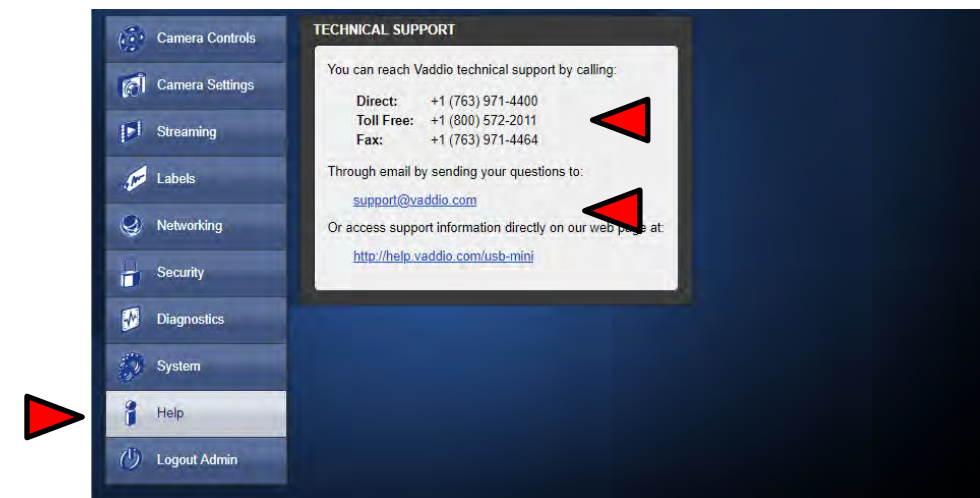 Camera Controls
Camera Settings
Streaming
Labels
Networking
Security
Diagnostics
System
Help
Logout Admin
TECHNICAL SUPPORT
You can reach Vaddio technical support by calling:
Direct: +1 (763) 971-4400
Toll Free: +1 (800) 572-2011
Fax: +1 (763) 971-4464
Through email by sending your questions to:
support@vaddio.com
Or access support information directly on our web page at:
http://help.vaddio.com/usb-mini